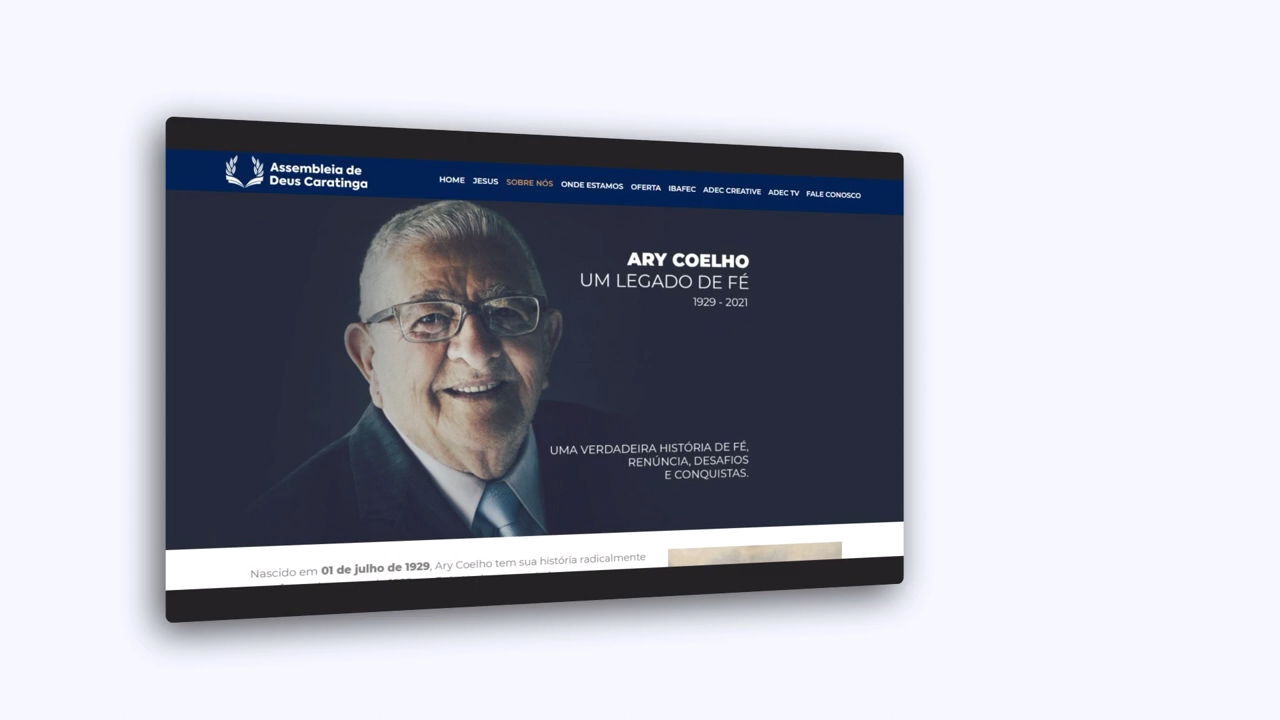 Assembleia de
Deus Caratinga
HOME JESUS SOBRE NÓS ONDE ESTAMOS OFERTA IBAFEC ADEC CREATIVE ADEC TV FALE CONOSCO
ARY COELHO
UM LEGADO DE FÉ
1929 - 2021
UMA VERDADEIRA HISTÓRIA DE FÉ,
RENÚNCIA, DESAFIOS
E CONQUISTAS.
Nascido em 01 de julho de 1929, Ary Coelho tem sua história radicalmente